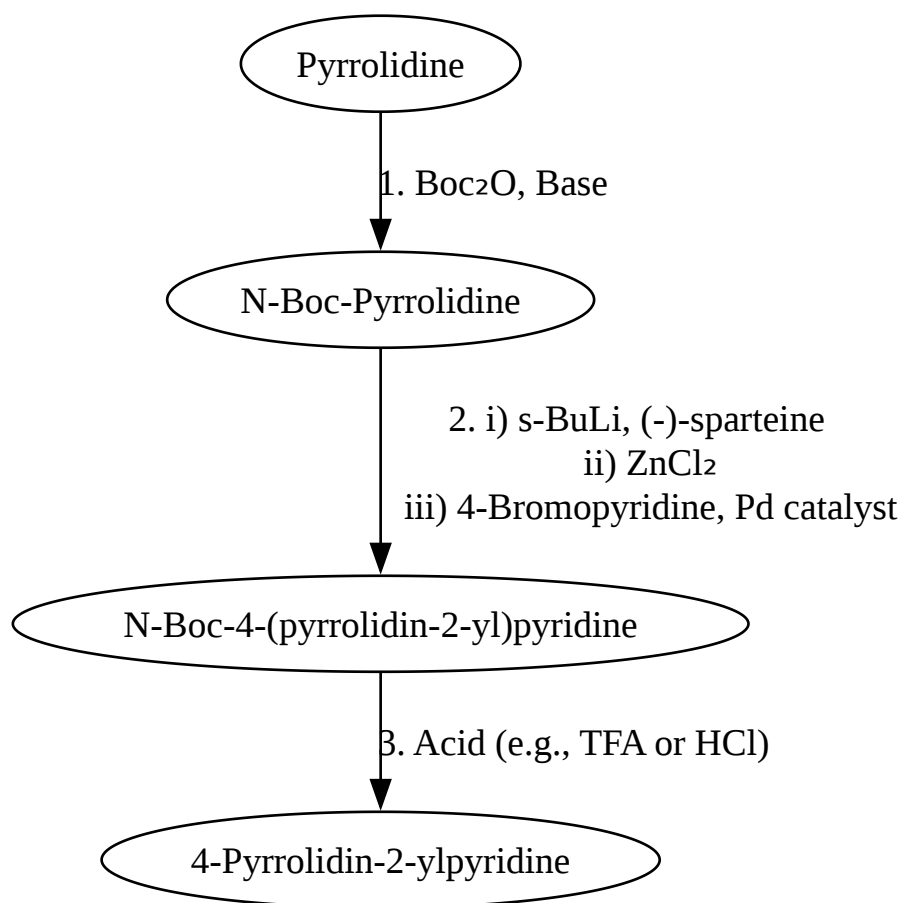 Pyrrolidine
1. Boc₂O, Base
N-Boc-Pyrrolidine
2. i) s-BuLi, (-)-sparteine
ii) ZnCl₂
iii) 4-Bromopyridine, Pd catalyst
N-Boc-4-(pyrrolidin-2-yl)pyridine
3. Acid (e.g., TFA or HCl)
4-Pyrrolidin-2-ylpyridine